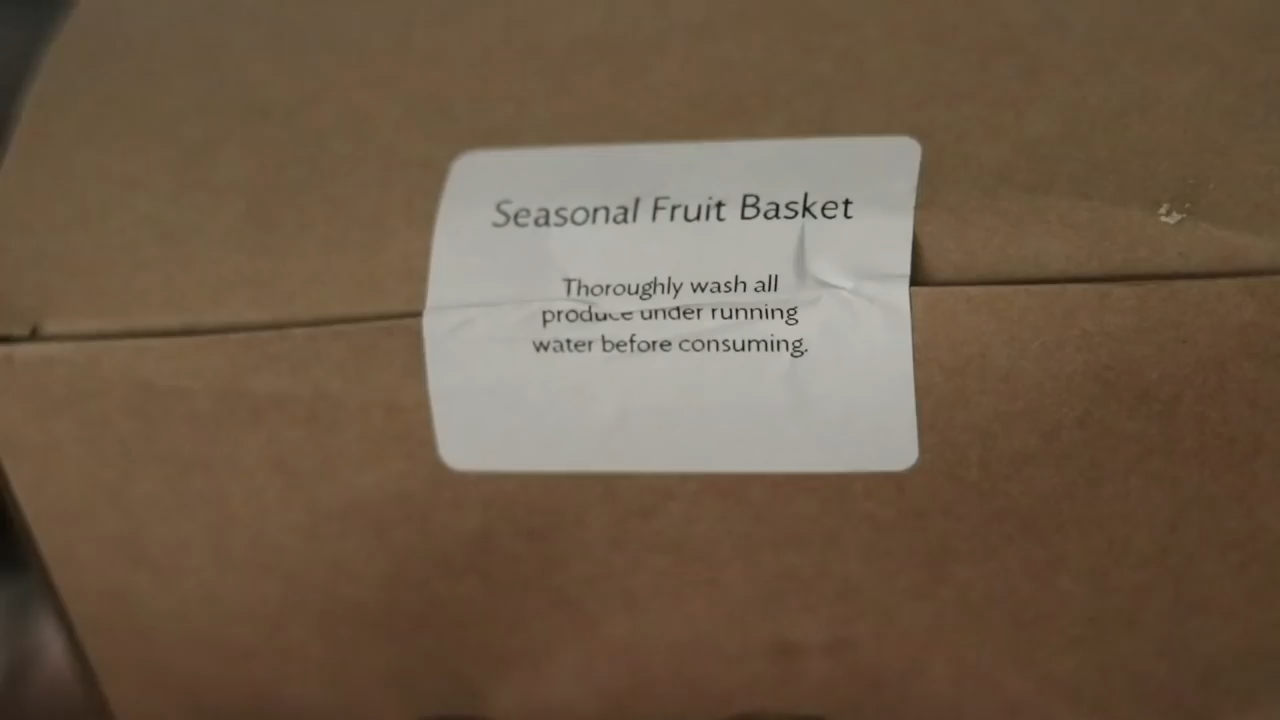 Seasonal Fruit Basket
Thoroughly wash all
produce under running
water before consuming.